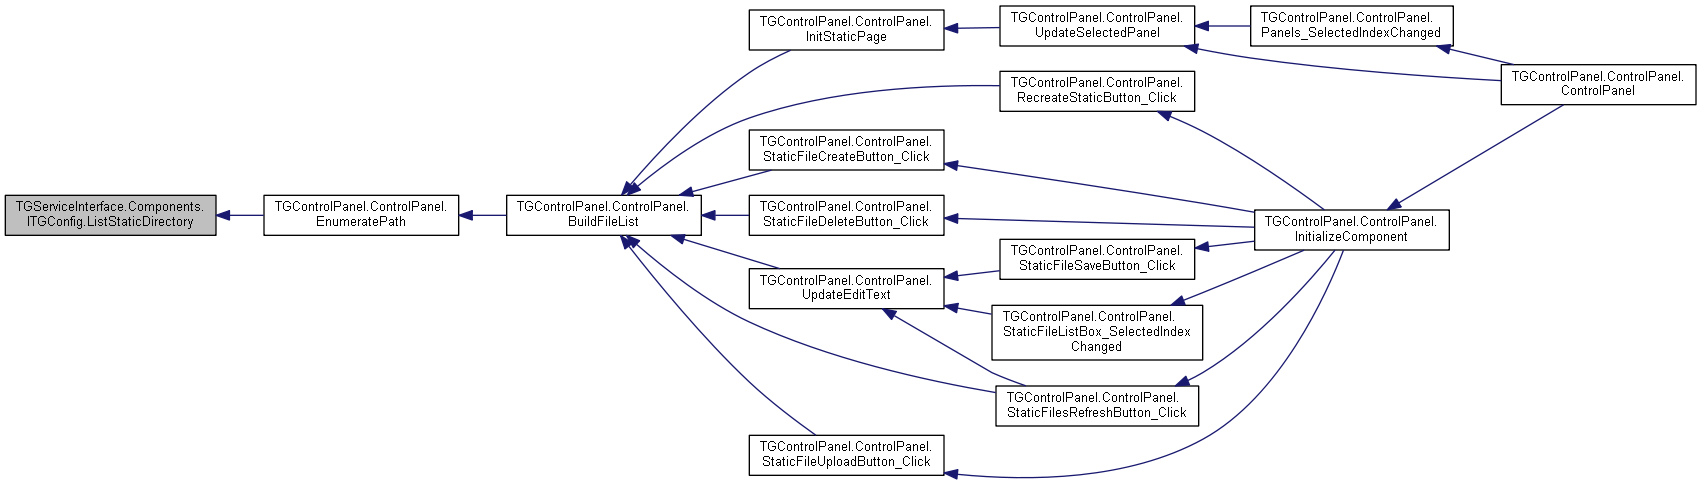 TGServiceInterface.Components.
ITGConfig.ListStaticDirectory
TGControlPanel.ControlPanel.
EnumeratePath
TGControlPanel.ControlPanel.
BuildFileList
TGControlPanel.ControlPanel.
InitStaticPage
TGControlPanel.ControlPanel.
UpdateSelectedPanel
TGControlPanel.ControlPanel.
Panels_SelectedIndexChanged
TGControlPanel.ControlPanel.
ControlPanel
TGControlPanel.ControlPanel.
RecreateStaticButton_Click
TGControlPanel.ControlPanel.
StaticFileCreateButton_Click
TGControlPanel.ControlPanel.
StaticFileDeleteButton_Click
TGControlPanel.ControlPanel.
InitializeComponent
TGControlPanel.ControlPanel.
UpdateEditText
TGControlPanel.ControlPanel.
StaticFileSaveButton_Click
TGControlPanel.ControlPanel.
StaticFileListBox_SelectedIndex
Changed
TGControlPanel.ControlPanel.
StaticFilesRefreshButton_Click
TGControlPanel.ControlPanel.
StaticFileUploadButton_Click